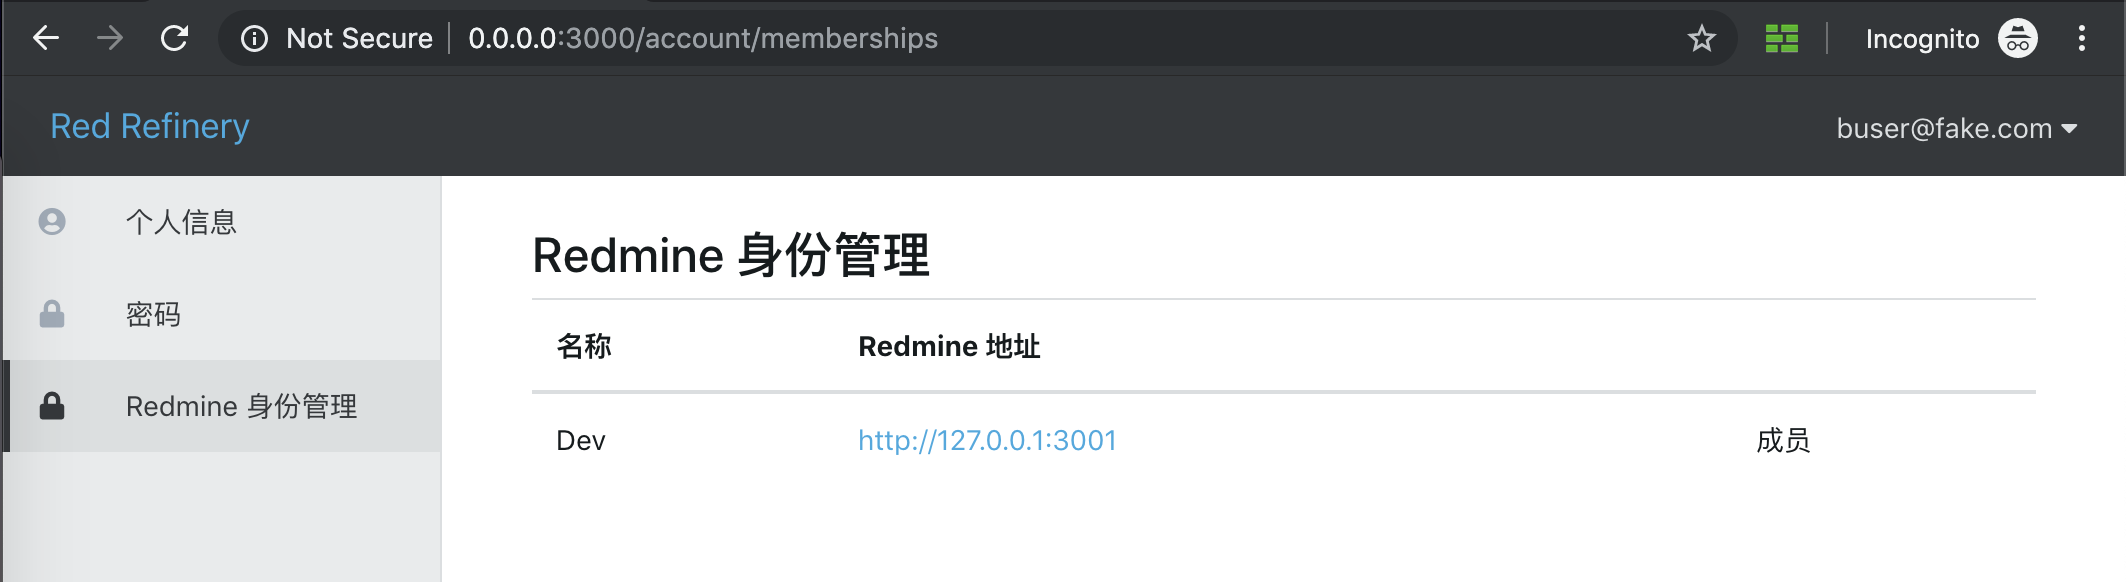 Not Secure 0.0.0.0:3000/account/memberships Incognito
Red Refinery buser@fake.com
个人信息
密码
Redmine 身份管理
Redmine 身份管理
名称 Redmine 地址
Dev http://127.0.0.1:3001 成员